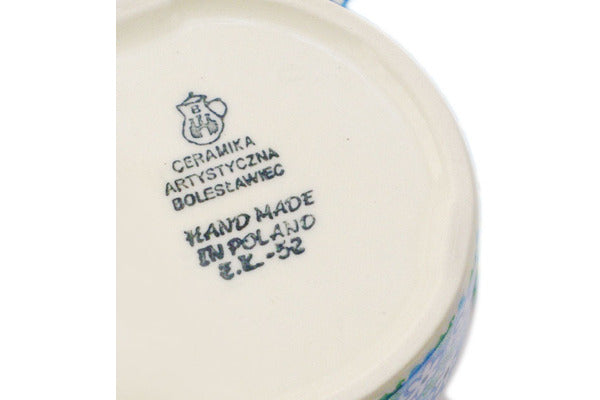 B
CERAMIKA
ARTYSTYCZNA
BOLESŁAWIEC
HAND MADE
IN POLAND
E.K.-52